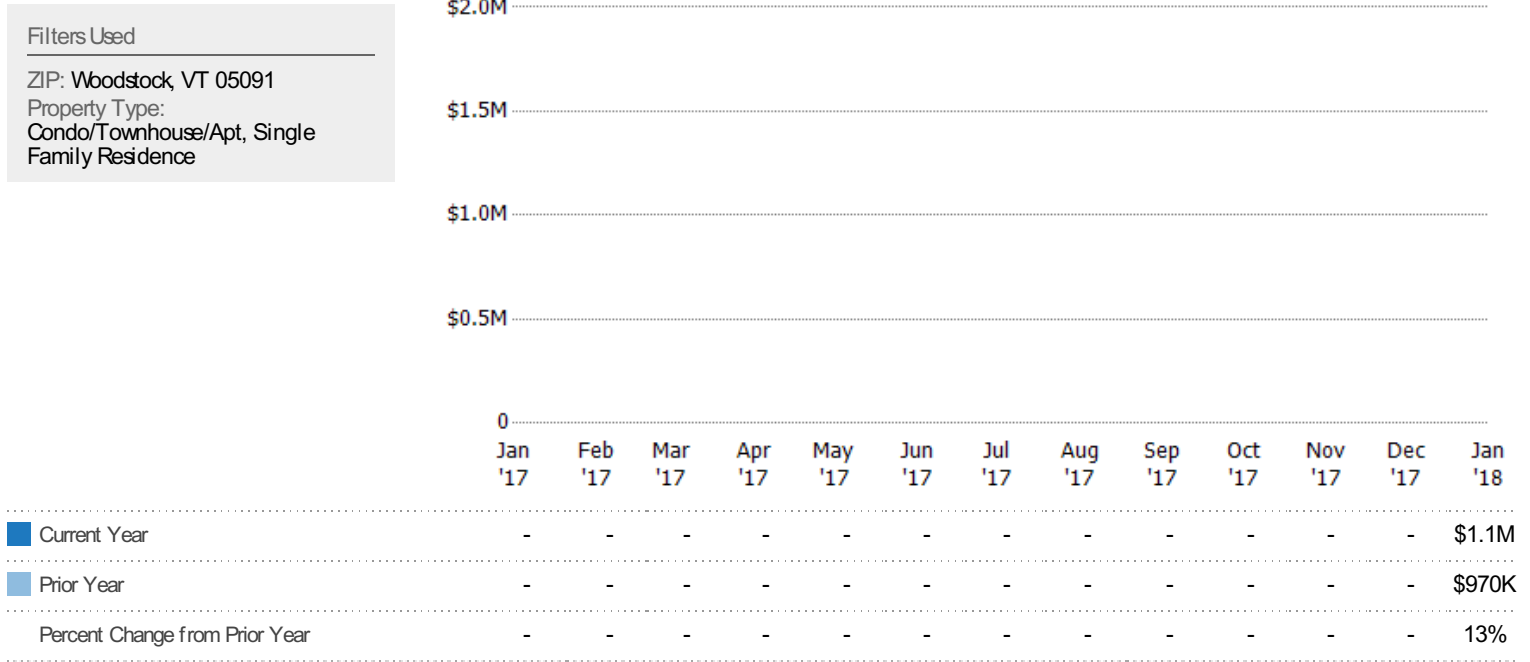 Filters Used
ZIP: Woodstock, VT 05091
Property Type:
Condo/Townhouse/Apt, Single
Family Residence
$2.0M
$1.5M
$1.0M
$0.5M
0
Jan Feb Mar Apr May Jun Jul Aug Sep Oct Nov Dec Jan
'17 '17 '17 '17 '17 '17 '17 '17 '17 '17 '17 '17 '18
Current Year - - - - - - - - - - - - $1.1M
Prior Year - - - - - - - - - - - - $970K
Percent Change from Prior Year - - - - - - - - - - - - 13%